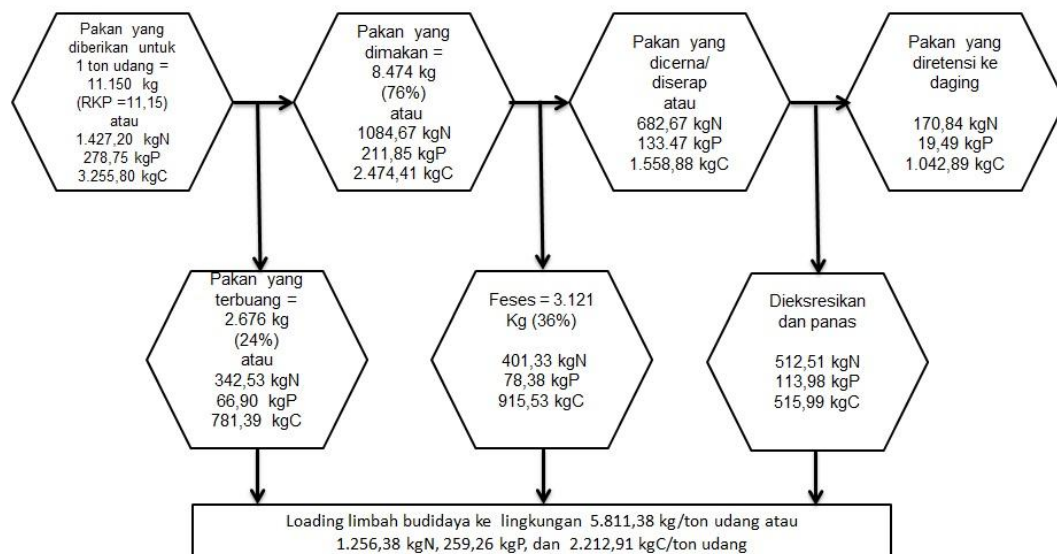 Pakan yang
diberikan untuk
1 ton udang =
11.150 kg
(RKP =11,15)
atau
1.427,20 kgN
278,75 kgP
3.255,80 kgC
Pakan yang
dimakan =
8.474 kg
(76%)
atau
1084,67 kgN
211,85 kgP
2.474,41 kgC
Pakan yang
dicerna/
diserap
atau
682,67 kgN
133.47 kgP
1.558,88 kgC
Pakan yang
diretensi ke
daging
170,84 kgN
19,49 kgP
1.042,89 kgC
Pakan yang
terbuang =
2.676 kg
(24%)
atau
342,53 kgN
66,90 kgP
781,39 kgC
Feses = 3.121
Kg (36%)
401,33 kgN
78,38 kgP
915,53 kgC
Dieksresikan
dan panas
512,51 kgN
113,98 kgP
515,99 kgC
Loading limbah budidaya ke lingkungan 5.811,38 kg/ton udang atau
1.256,38 kgN, 259,26 kgP, dan 2.212,91 kgC/ton udang